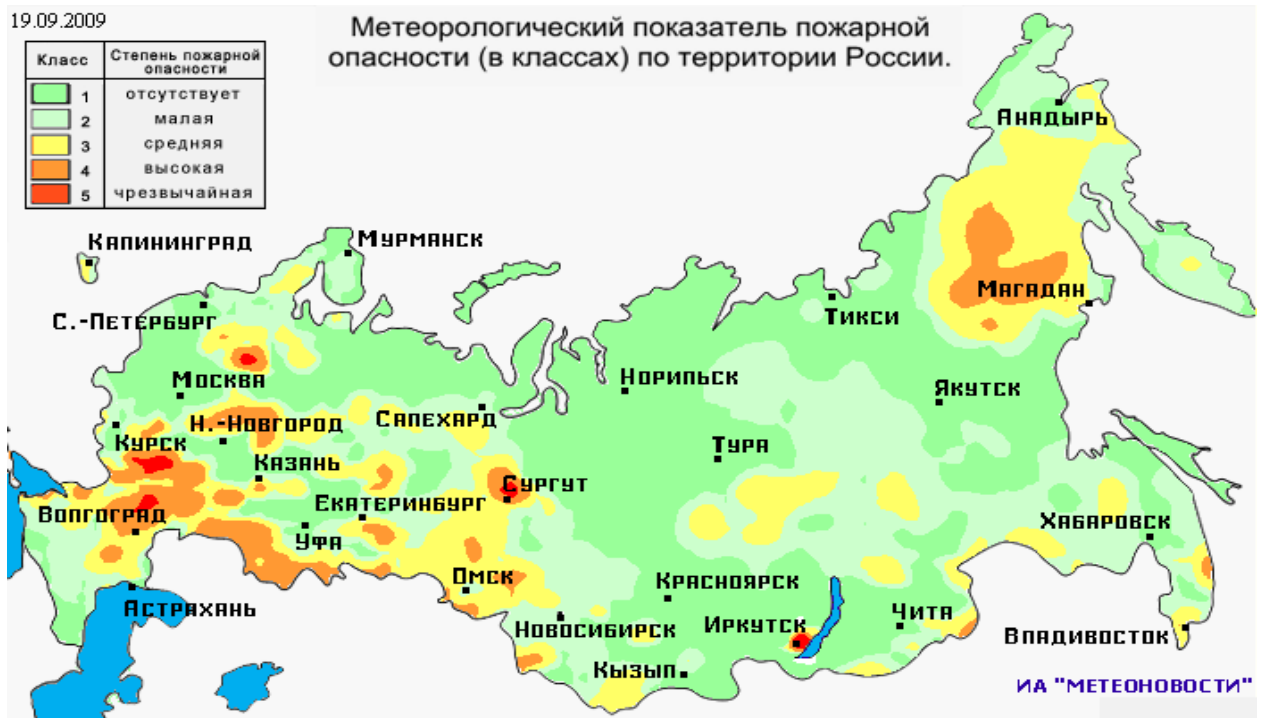 19.09.2009
Метеорологический показатель пожарной
опасности (в классах) по территории России.
Класс
Степень пожарной
опасности
1 отсутствует
2 малая
3 средняя
4 высокая
5 чрезвычайная
Анадырь
Калининград
Мурманск
Магадан
С.-Петербург
Тикси
Москва
Норильск
Якутск
Н.-Новгород
Салехард
Курск
Тура
Казань
Сургут
Екатеринбург
Волгоград
Хабаровск
Уфа
Омск
Красноярск
Астрахань
Чита
Новосибирск
Иркутск
Владивосток
Кызыл
ИА "МЕТЕОНОВОСТИ"